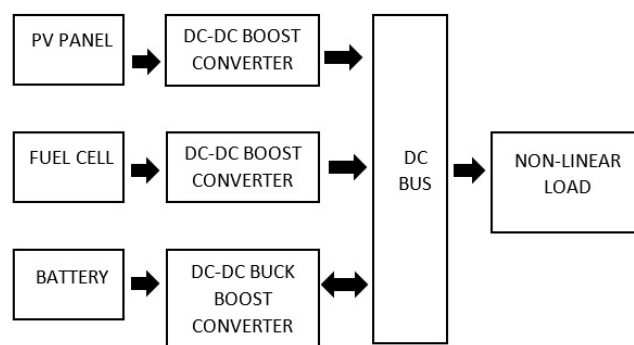 PV PANEL
DC-DC BOOST
CONVERTER
FUEL CELL
DC-DC BOOST
CONVERTER
BATTERY
DC-DC BUCK
BOOST
CONVERTER
DC
BUS
NON-LINEAR
LOAD